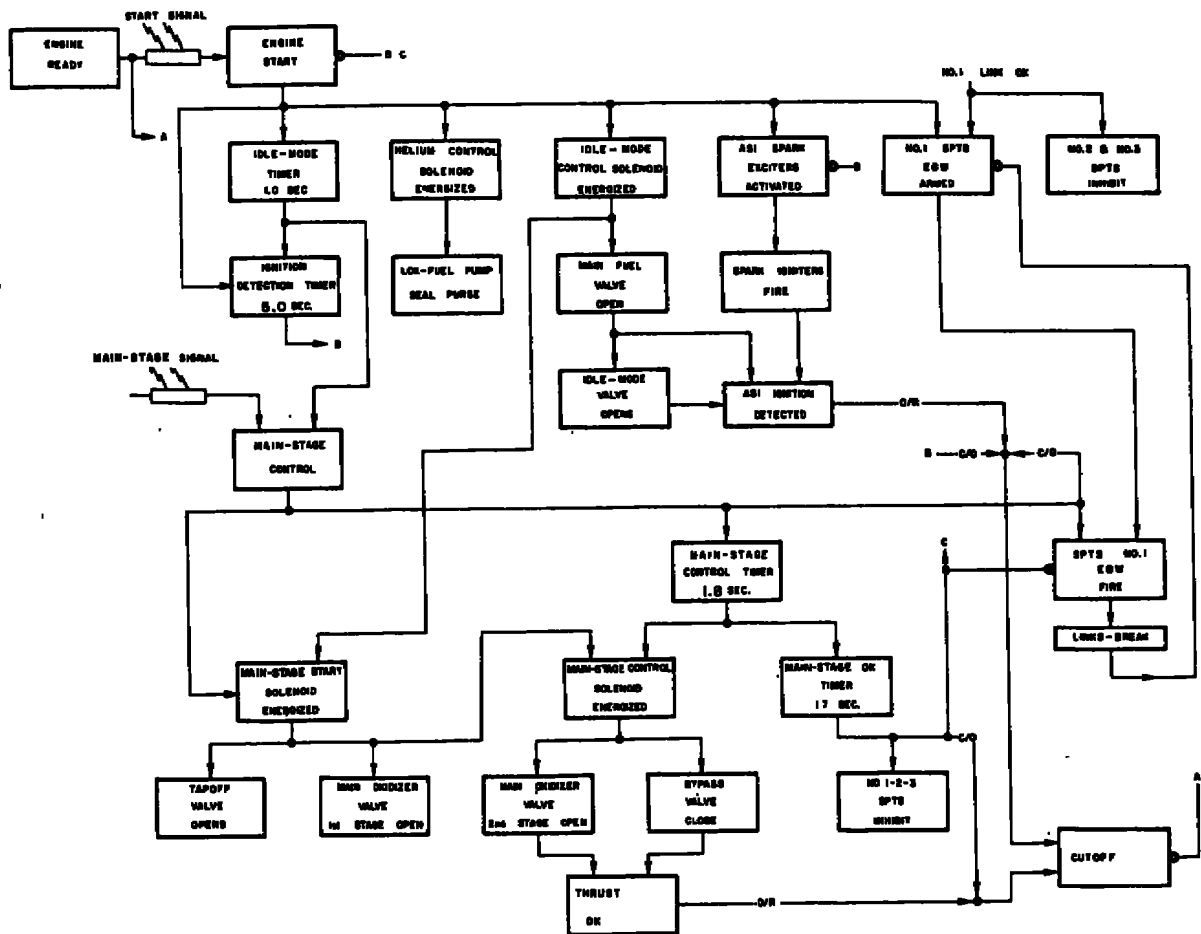 START SIGNAL
ENGINE
READY
ENGINE
START
B C
A
NO.1 LINK OK
IDLE-MODE
TIMER
1.0 SEC
HELIUM CONTROL
SOLENOID
ENERGIZED
IDLE-MODE
CONTROL SOLENOID
ENERGIZED
ASI SPARK
EXCITERS
ACTIVATED
B
NO.1 SPTS
EBW
ARMED
NO.2 & NO.3
SPTS
INHIBIT
IGNITION
DETECTION TIMER
5.0 SEC.
LOX-FUEL PUMP
SEAL PURGE
MAIN FUEL
VALVE
OPEN
SPARK IGNITERS
FIRE
B
MAIN-STAGE SIGNAL
IDLE-MODE
VALVE
OPENS
ASI IGNITION
DETECTED
O/R
MAIN-STAGE
CONTROL
B
C/O
C/O
MAIN-STAGE
CONTROL TIMER
1.8 SEC.
C
SPTS NO.1
EBW
FIRE
LINKS-BREAK
MAIN-STAGE START
SOLENOID
ENERGIZED
MAIN-STAGE CONTROL
SOLENOID
ENERGIZED
MAIN-STAGE OK
TIMER
1.7 SEC.
C/O
TAPOFF
VALVE
OPENS
MAIN OXIDIZER
VALVE
1st STAGE OPEN
MAIN OXIDIZER
VALVE
2nd STAGE OPEN
BYPASS
VALVE
CLOSE
NO 1-2-3
SPTS
INHIBIT
A
CUTOFF
THRUST
OK
O/R